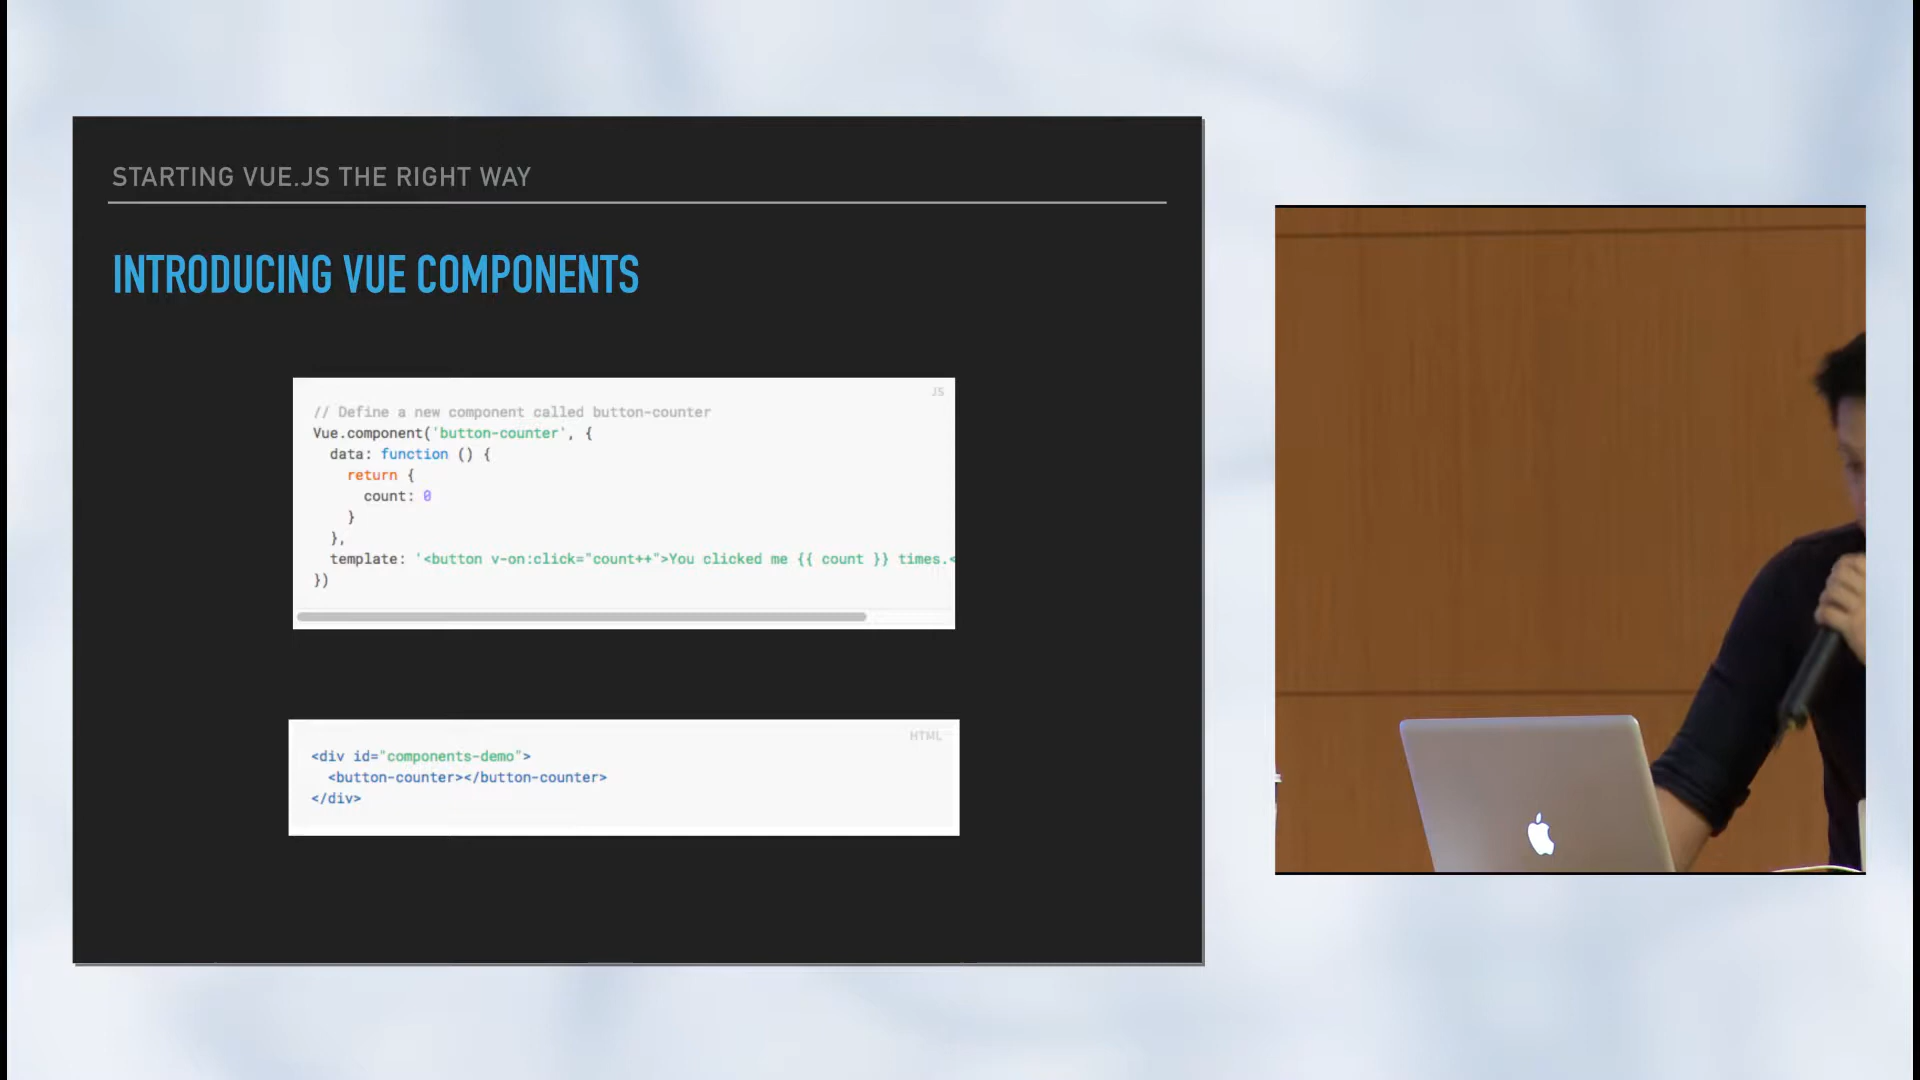 STARTING VUE.JS THE RIGHT WAY
INTRODUCING VUE COMPONENTS
JS
// Define a new component called button-counter
Vue.component('button-counter', {
  data: function () {
    return {
      count: 0
    }
  },
  template: '<button v-on:click="count++">You clicked me {{ count }} times.<
})
HTML
<div id="components-demo">
  <button-counter></button-counter>
</div>